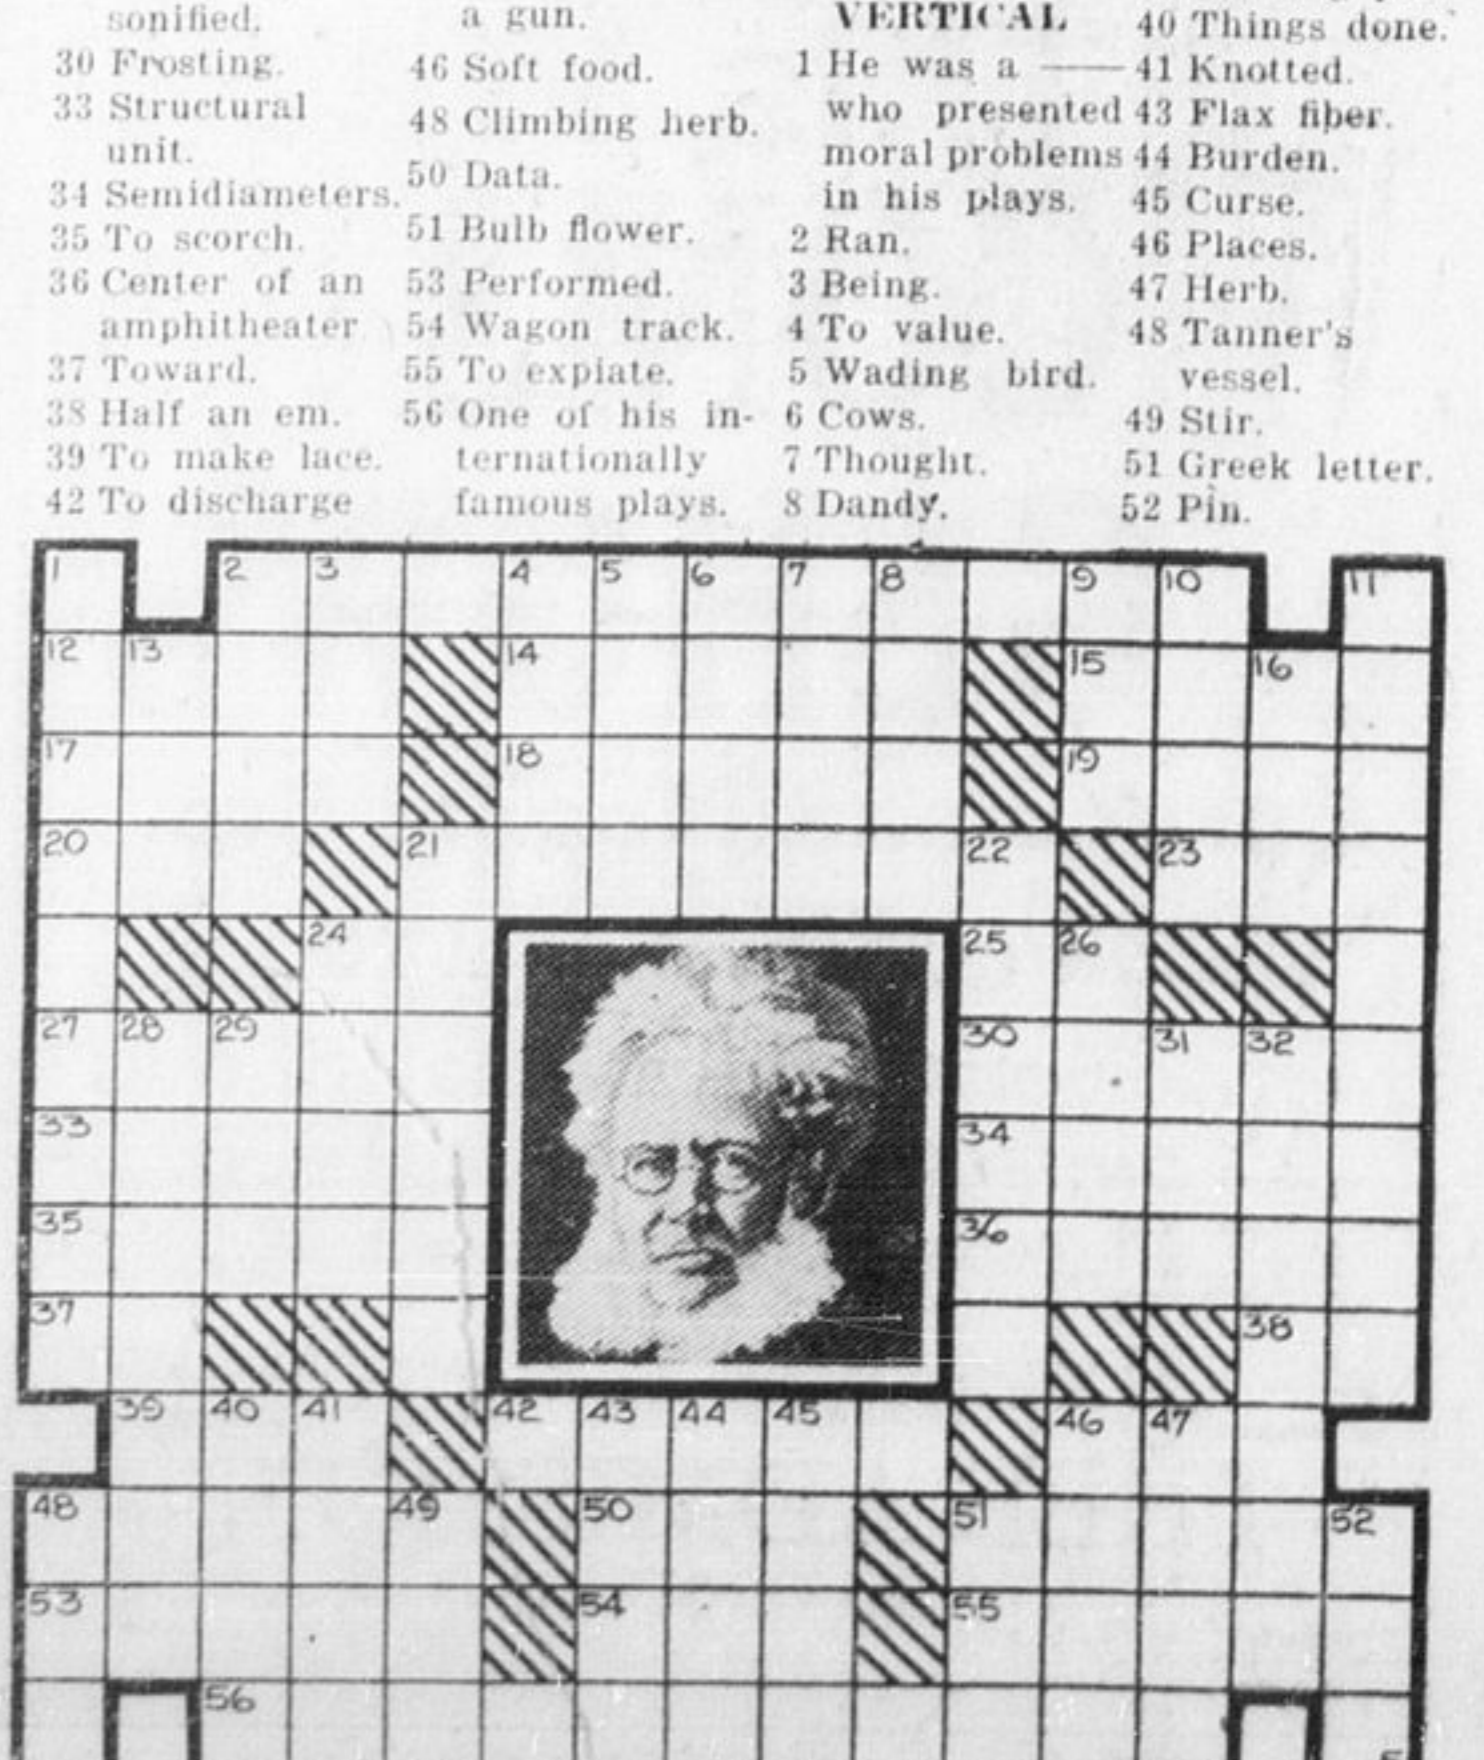 sonified.
30 Frosting.
33 Structural
unit.
34 Semidiameters.
35 To scorch.
36 Center of an
amphitheater
37 Toward.
38 Half an em.
39 To make lace.
42 To discharge
a gun.
46 Soft food.
48 Climbing herb.
50 Data.
51 Bulb flower.
53 Performed.
54 Wagon track.
55 To expiate.
56 One of his in-
ternationally
famous plays.
VERTICAL
1 He was a ——
who presented
moral problems
in his plays.
2 Ran.
3 Being.
4 To value.
5 Wading bird.
6 Cows.
7 Thought.
8 Dandy.
40 Things done.
41 Knotted.
43 Flax fiber.
44 Burden.
45 Curse.
46 Places.
47 Herb.
48 Tanner's
vessel.
49 Stir.
51 Greek letter.
52 Pin.
1 2 3 4 5 6 7 8 9 10 11
12 13 14 15 16
17 18 19
20 21 22 23
24 25 26
27 28 29 30 31 32
33 34
35 36
37 38
39 40 41 42 43 44 45 46 47
48 49 50 51 52
53 54 55
56